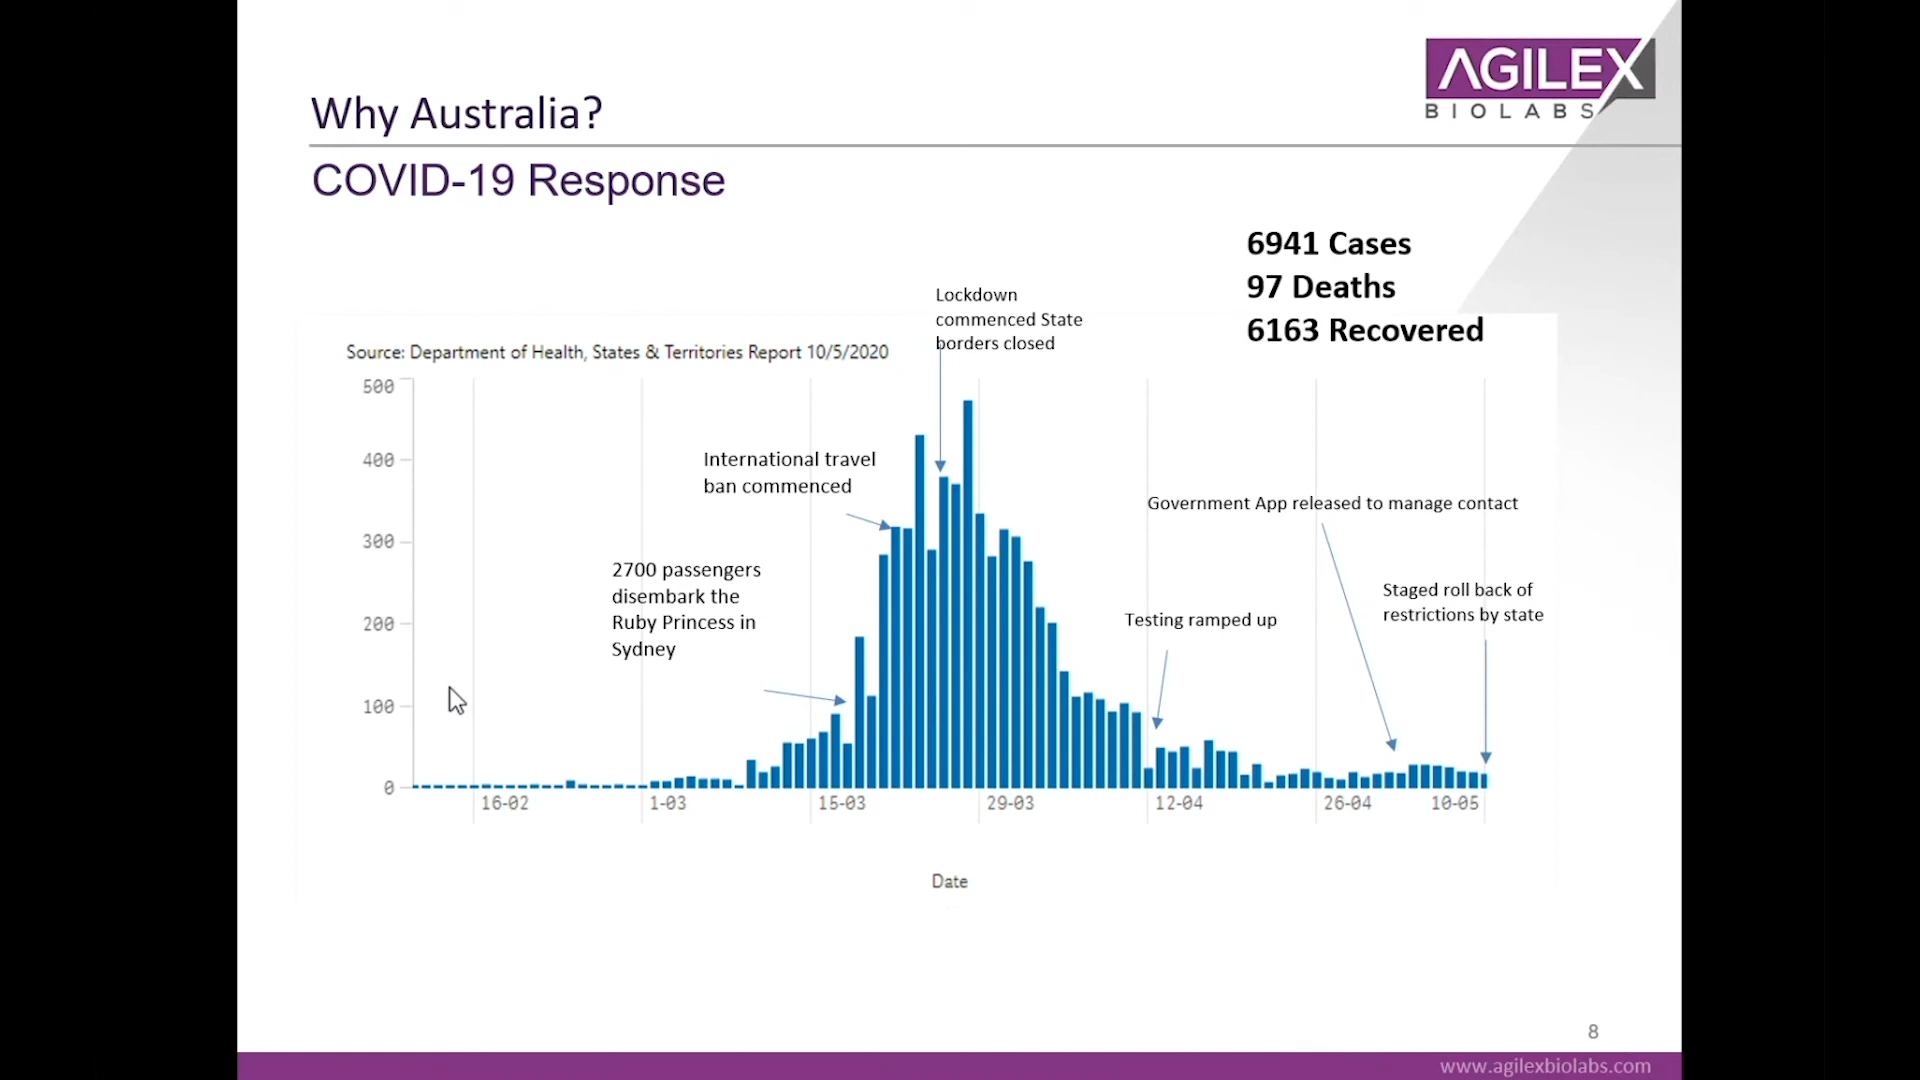 AGILEX
BIOLABS
Why Australia?
COVID-19 Response
6941 Cases
97 Deaths
6163 Recovered
Lockdown
commenced State
borders closed
Source: Department of Health, States & Territories Report 10/5/2020
International travel
ban commenced
2700 passengers
disembark the
Ruby Princess in
Sydney
Government App released to manage contact
Testing ramped up
Staged roll back of
restrictions by state
500
400
300
200
100
0
16-02 1-03 15-03 29-03 12-04 26-04 10-05
Date
8
www.agilexbiolabs.com